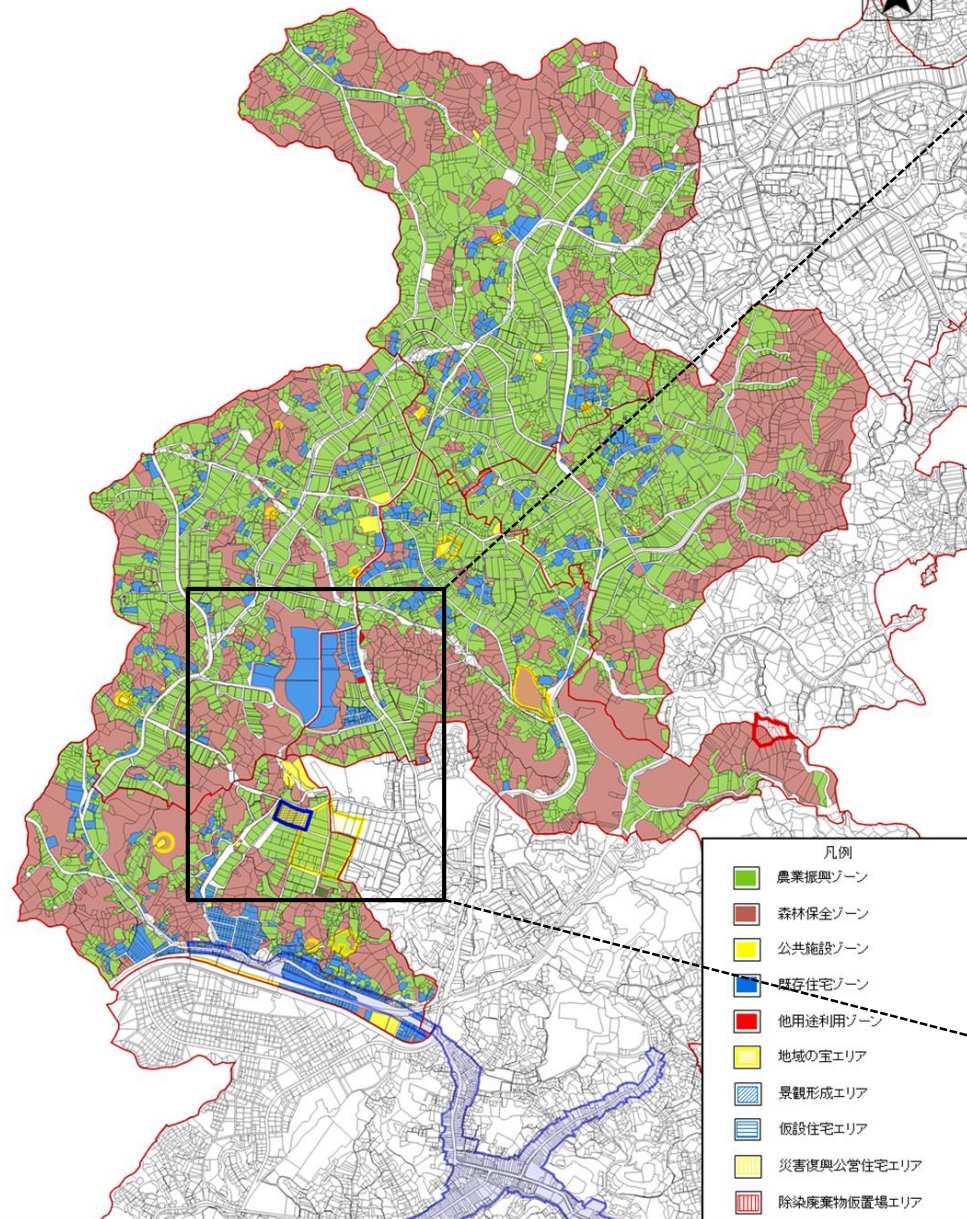 凡例
農業振興ゾーン
森林保全ゾーン
公共施設ゾーン
既存住宅ゾーン
他用途利用ゾーン
地域の宝エリア
景観形成エリア
仮設住宅エリア
災害復興公営住宅エリア
除染廃棄物仮置場エリア